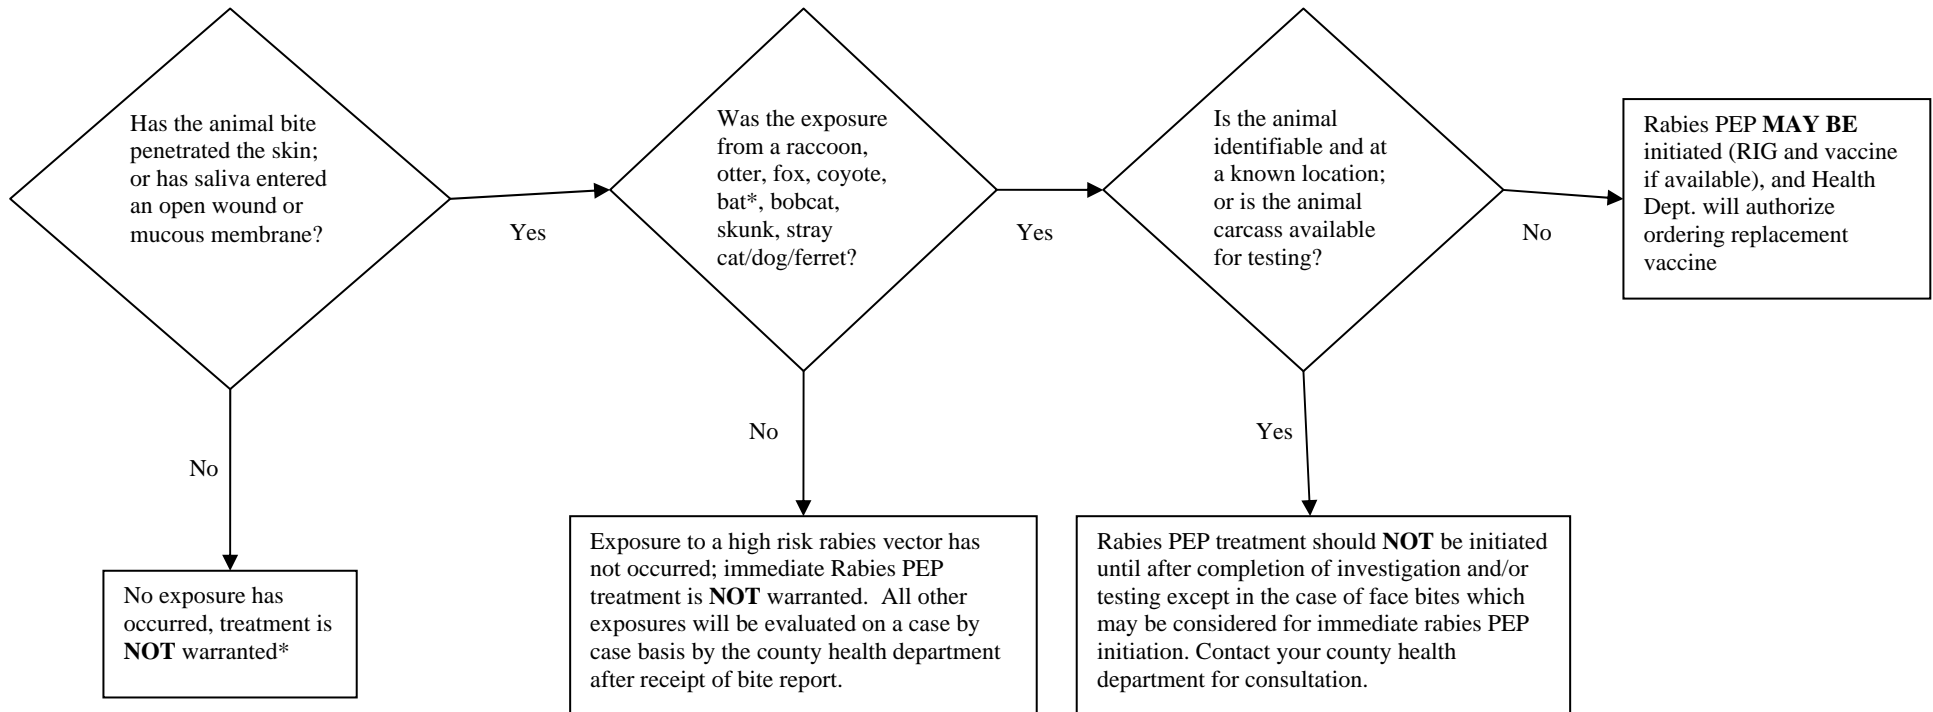 Has the animal bite
penetrated the skin;
or has saliva entered
an open wound or
mucous membrane?
Yes
No
No exposure has
occurred, treatment is
NOT warranted*
Was the exposure
from a raccoon,
otter, fox, coyote,
bat*, bobcat,
skunk, stray
cat/dog/ferret?
Yes
No
Exposure to a high risk rabies vector has
not occurred; immediate Rabies PEP
treatment is NOT warranted.  All other
exposures will be evaluated on a case by
case basis by the county health department
after receipt of bite report.
Is the animal
identifiable and at
a known location;
or is the animal
carcass available
for testing?
No
Yes
Rabies PEP treatment should NOT be initiated
until after completion of investigation and/or
testing except in the case of face bites which
may be considered for immediate rabies PEP
initiation. Contact your county health
department for consultation.
Rabies PEP MAY BE
initiated (RIG and vaccine
if available), and Health
Dept. will authorize
ordering replacement
vaccine